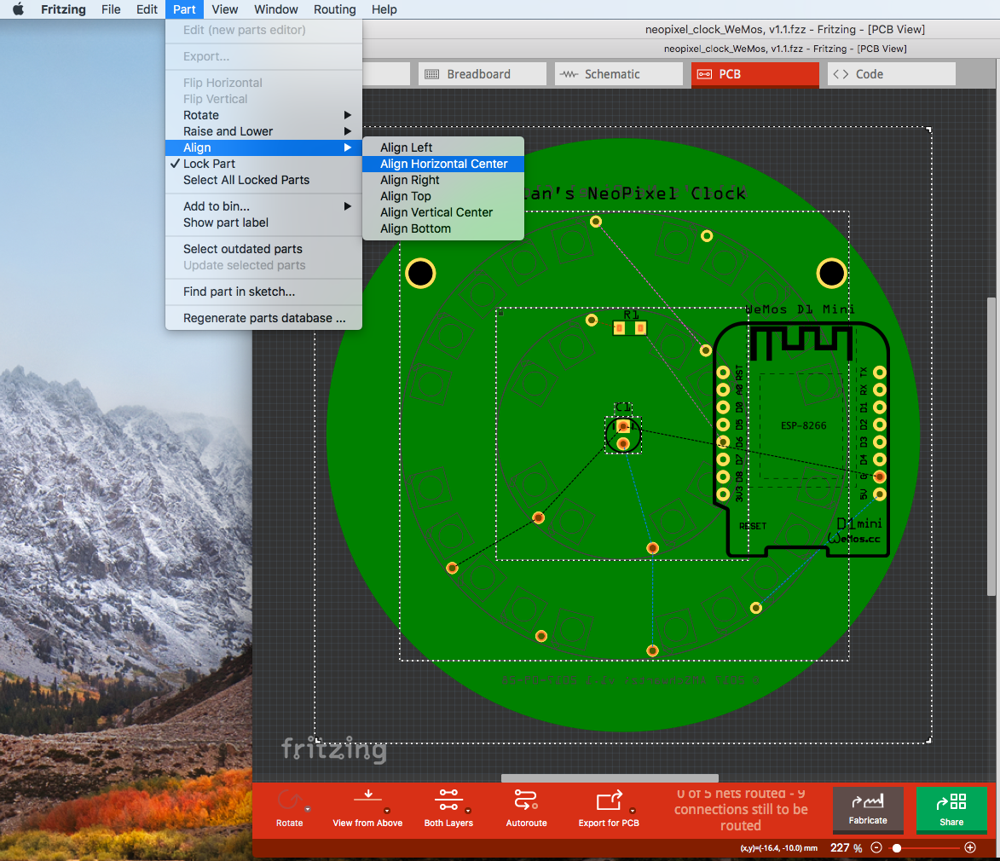 Fritzing File Edit Part View Window Routing Help
neopixel_clock_WeMos, v1.1.fzz - Fritzing - [PCB View]
neopixel_clock_WeMos, v1.1.fzz - Fritzing - [PCB View]
Breadboard Schematic PCB Code
Edit (new parts editor)
Export...
Flip Horizontal
Flip Vertical
Rotate
Raise and Lower
Align
Lock Part
Select All Locked Parts
Add to bin...
Show part label
Select outdated parts
Update selected parts
Find part in sketch...
Regenerate parts database ...
Align Left
Align Horizontal Center
Align Right
Align Top
Align Vertical Center
Align Bottom
NeoPixel Clock
R1
WeMos D1 Mini
C1
RST
A0
D0
D5
D6
D7
D8
3V3
TX
RX
D1
D2
D3
D4
G
5V
ESP-8266
RESET
D1mini
WeMos.cc
fritzing
Rotate
View from Above
Both Layers
Autoroute
Export for PCB
0 of 5 nets routed - 9
connections still to be
routed
Fabricate
Share
(x,y)=(-16.4, -10.0) mm 227 %